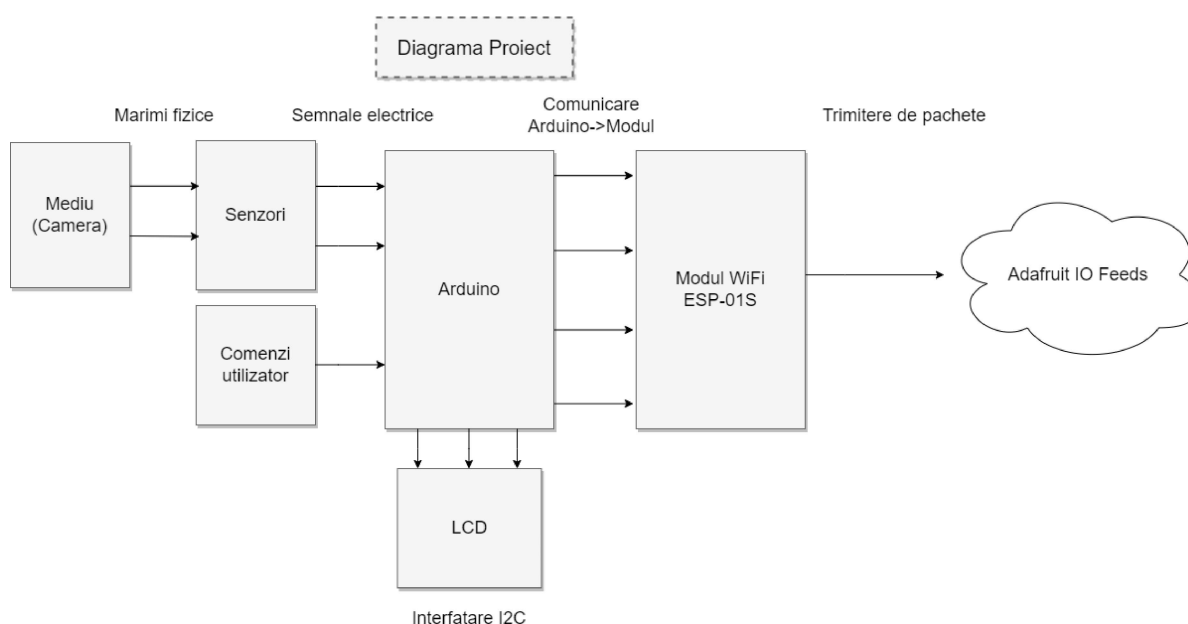 Diagrama Proiect
Marimi fizice
Semnale electrice
Comunicare
Arduino->Modul
Trimitere de pachete
Mediu
(Camera)
Senzori
Arduino
Modul WiFi
ESP-01S
Adafruit IO Feeds
Comenzi
utilizator
LCD
Interfatare I2C